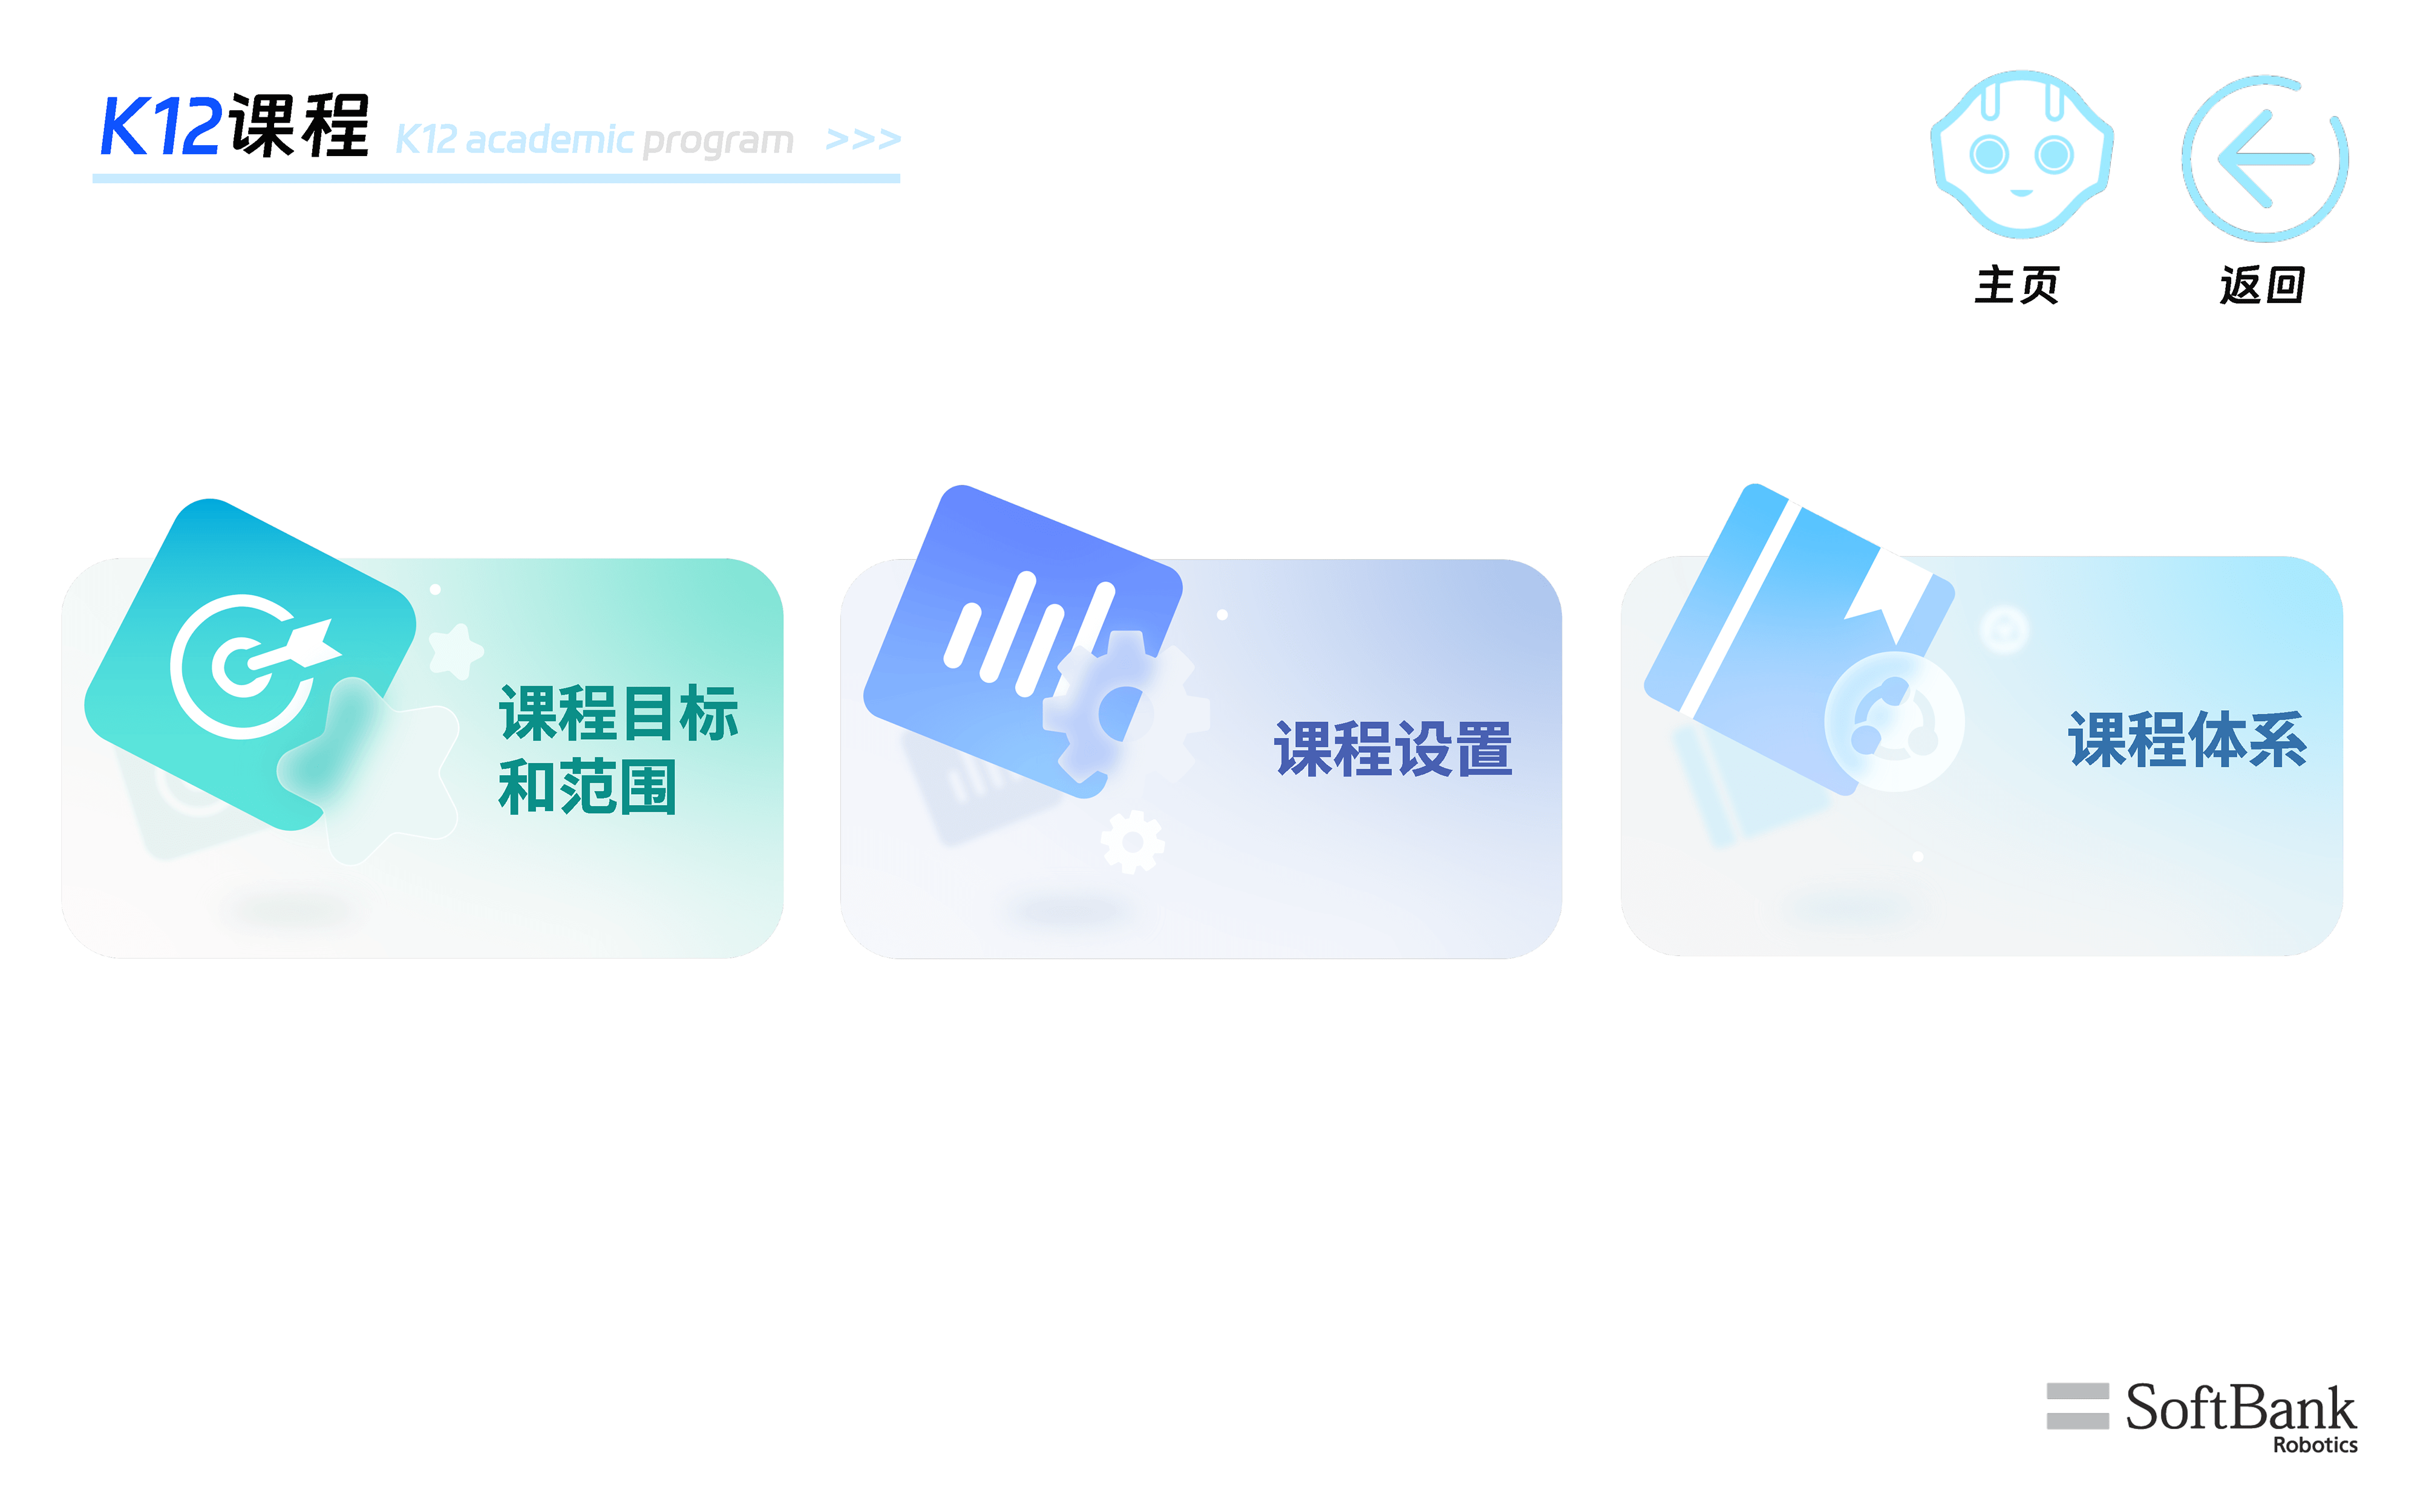 K12课程 K12 academic program >>>
主页
返回
课程目标
和范围
课程设置
课程体系
SoftBank
Robotics